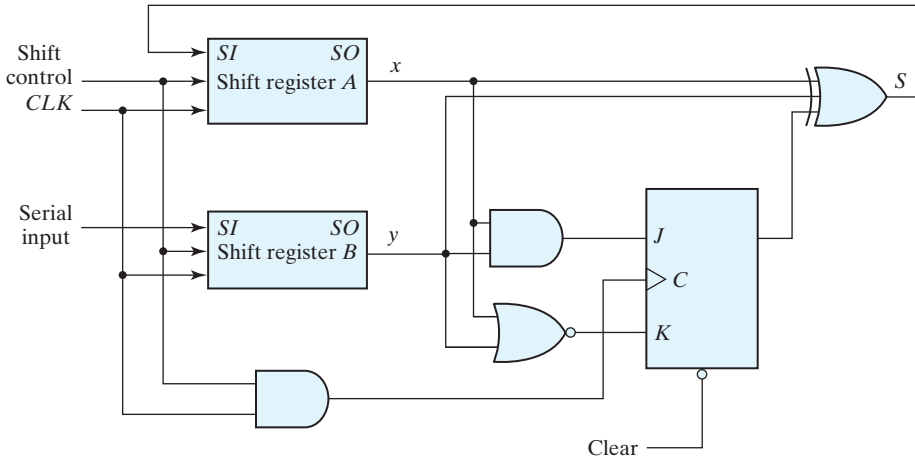 S
SI SO
Shift register A
x
Shift
control
CLK
Serial
input
SI SO
Shift register B
y
J
C
K
Clear